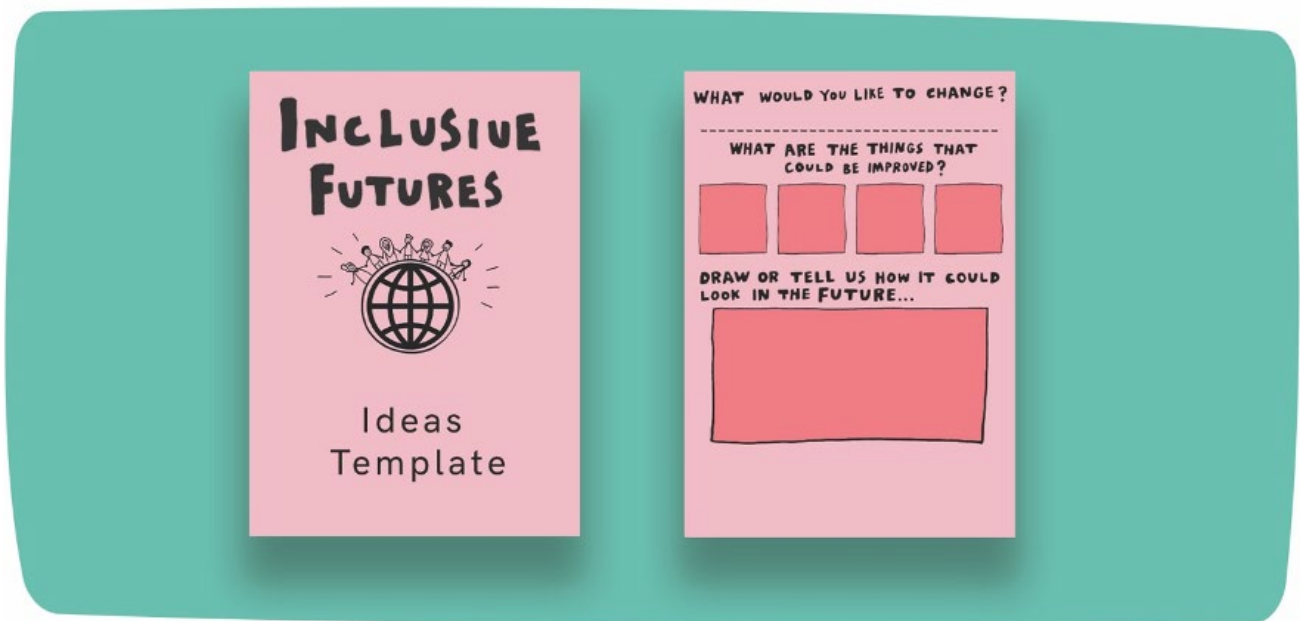 INCLUSIVE
FUTURES
Ideas
Template
WHAT WOULD YOU LIKE TO CHANGE?
WHAT ARE THE THINGS THAT
COULD BE IMPROVED?
DRAW OR TELL US HOW IT COULD
LOOK IN THE FUTURE...